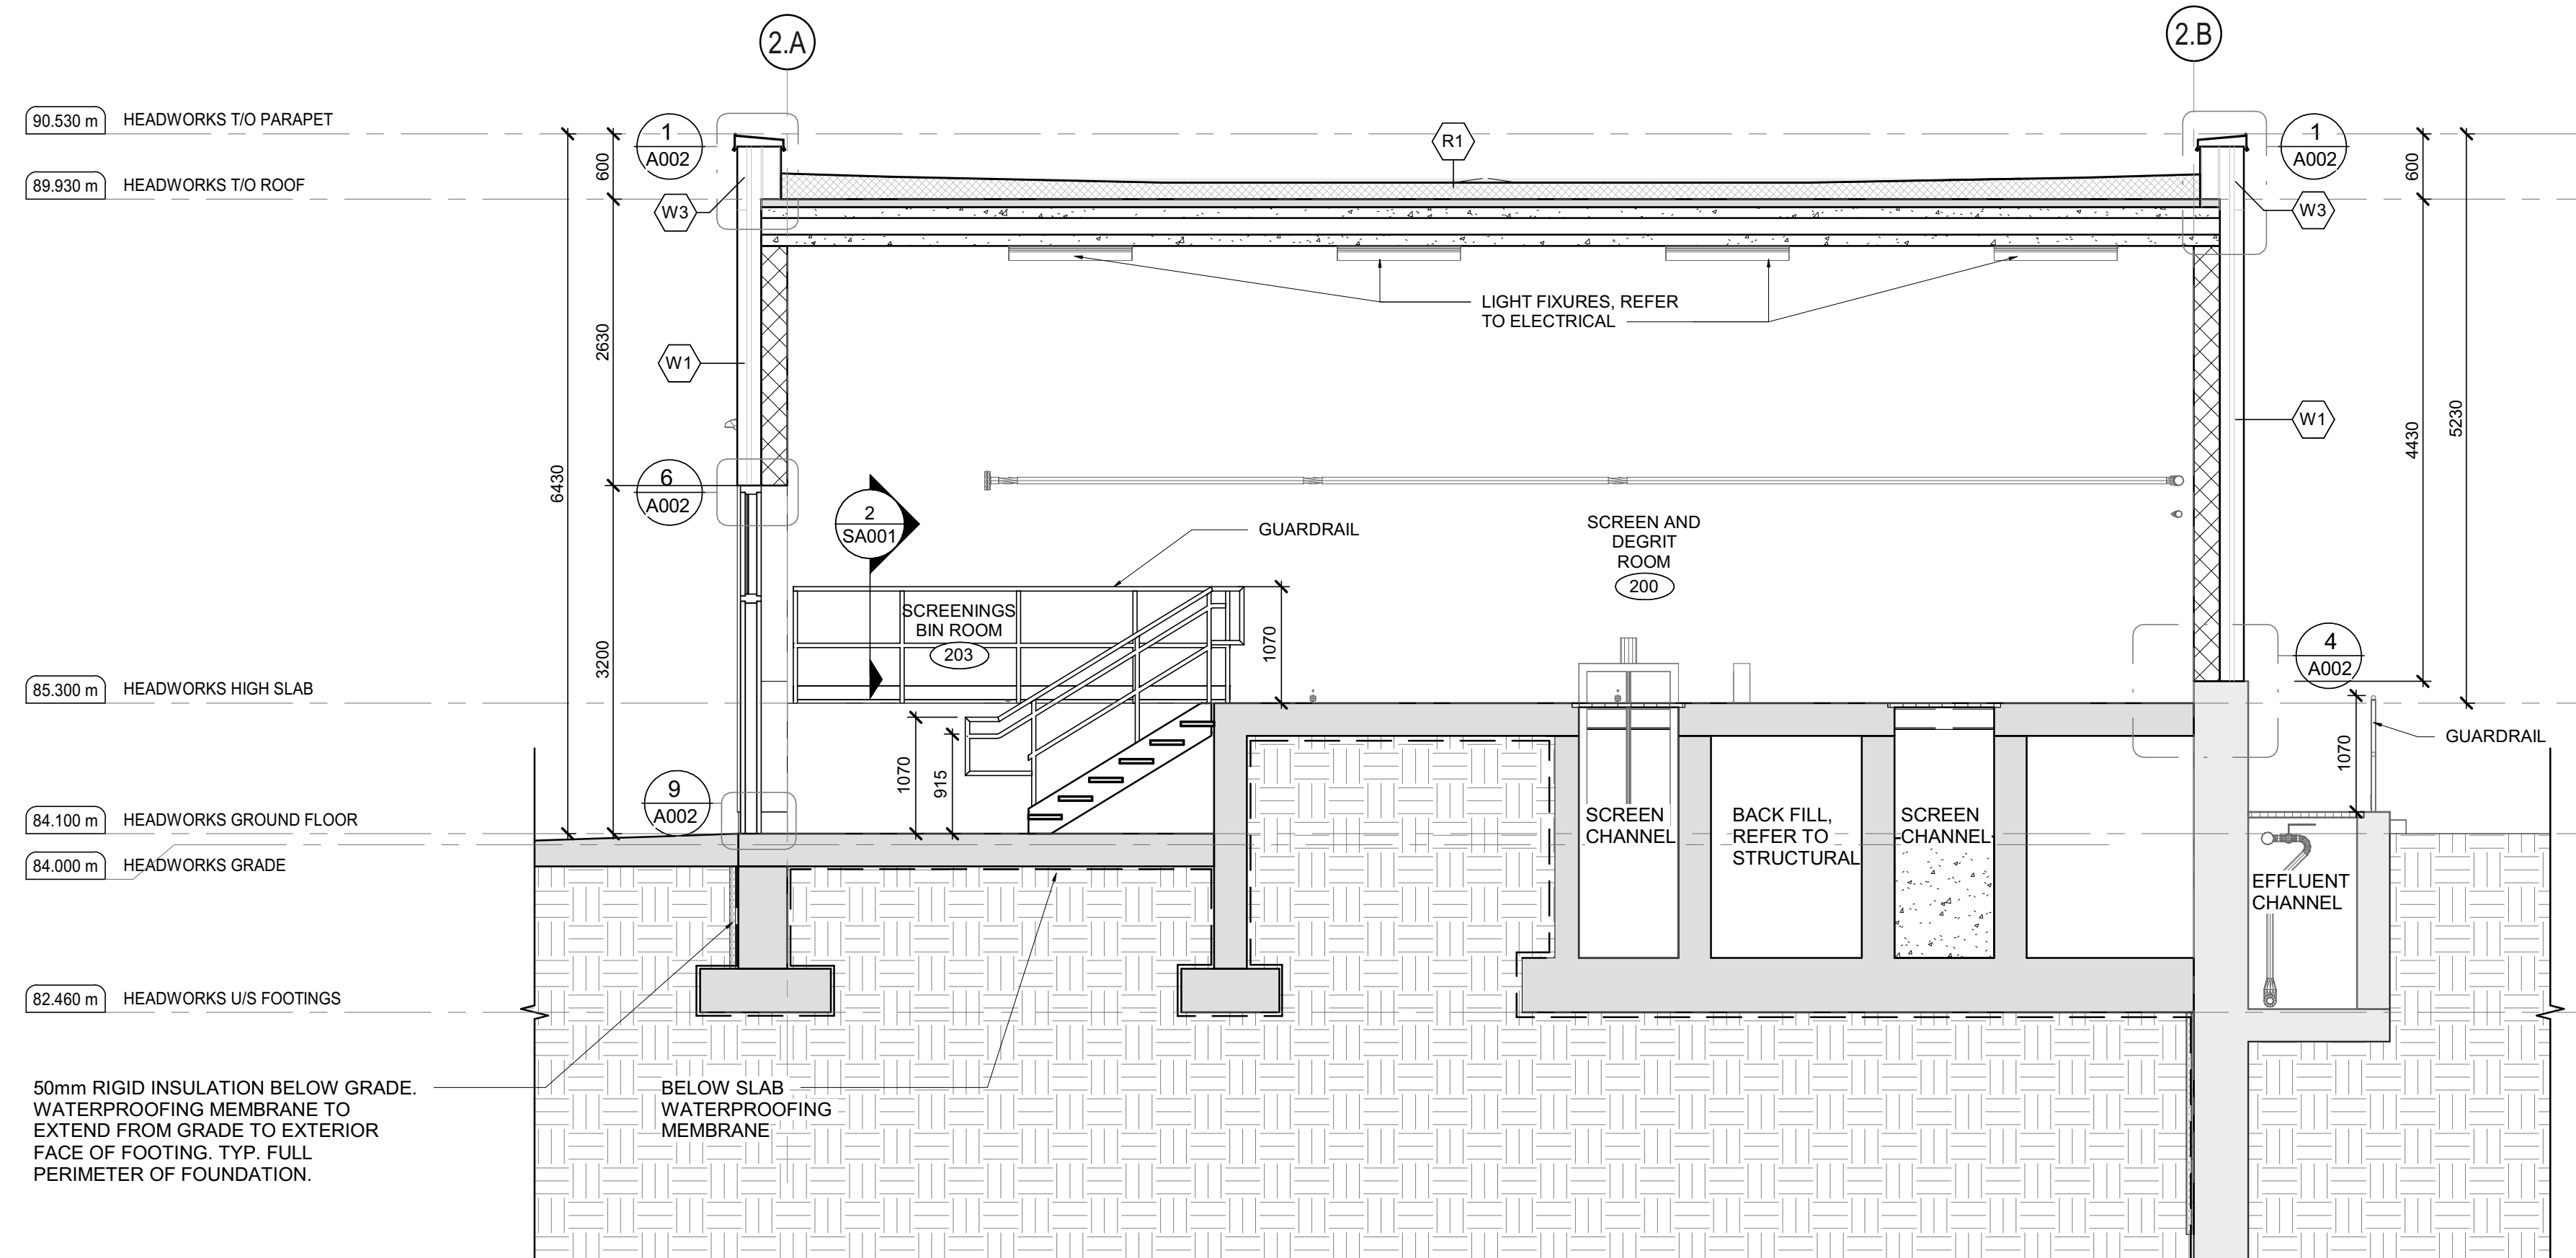 2.A
2.B
90.530 m HEADWORKS T/O PARAPET
89.930 m HEADWORKS T/O ROOF
1
A002
600
W3
R1
1
A002
600
W3
LIGHT FIXURES, REFER
TO ELECTRICAL
2630
W1
W1
6430
4430
5230
6
A002
2
SA001
GUARDRAIL
SCREEN AND
DEGRIT
ROOM
200
SCREENINGS
BIN ROOM
203
1070
3200
4
A002
85.300 m HEADWORKS HIGH SLAB
1070
915
1070
GUARDRAIL
9
A002
84.100 m HEADWORKS GROUND FLOOR
84.000 m HEADWORKS GRADE
SCREEN
CHANNEL
BACK FILL,
REFER TO
STRUCTURAL
SCREEN
CHANNEL
EFFLUENT
CHANNEL
82.460 m HEADWORKS U/S FOOTINGS
50mm RIGID INSULATION BELOW GRADE.
WATERPROOFING MEMBRANE TO
EXTEND FROM GRADE TO EXTERIOR
FACE OF FOOTING. TYP. FULL
PERIMETER OF FOUNDATION.
BELOW SLAB
WATERPROOFING
MEMBRANE